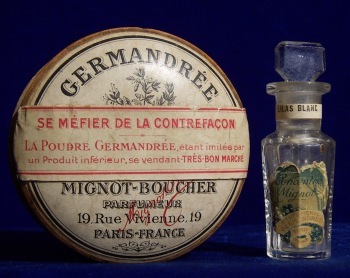 GERMANDRÉE
SE MÉFIER DE LA CONTREFAÇON
LA POUDRE GERMANDRÉE, étant imitée par
un Produit inférieur, se vendant TRÈS-BON MARCHÉ
MIGNOT-BOUCHER
PARFUMEUR
19. Rue Vivienne. 19
PARIS-FRANCE
LILAS BLANC
Mignot